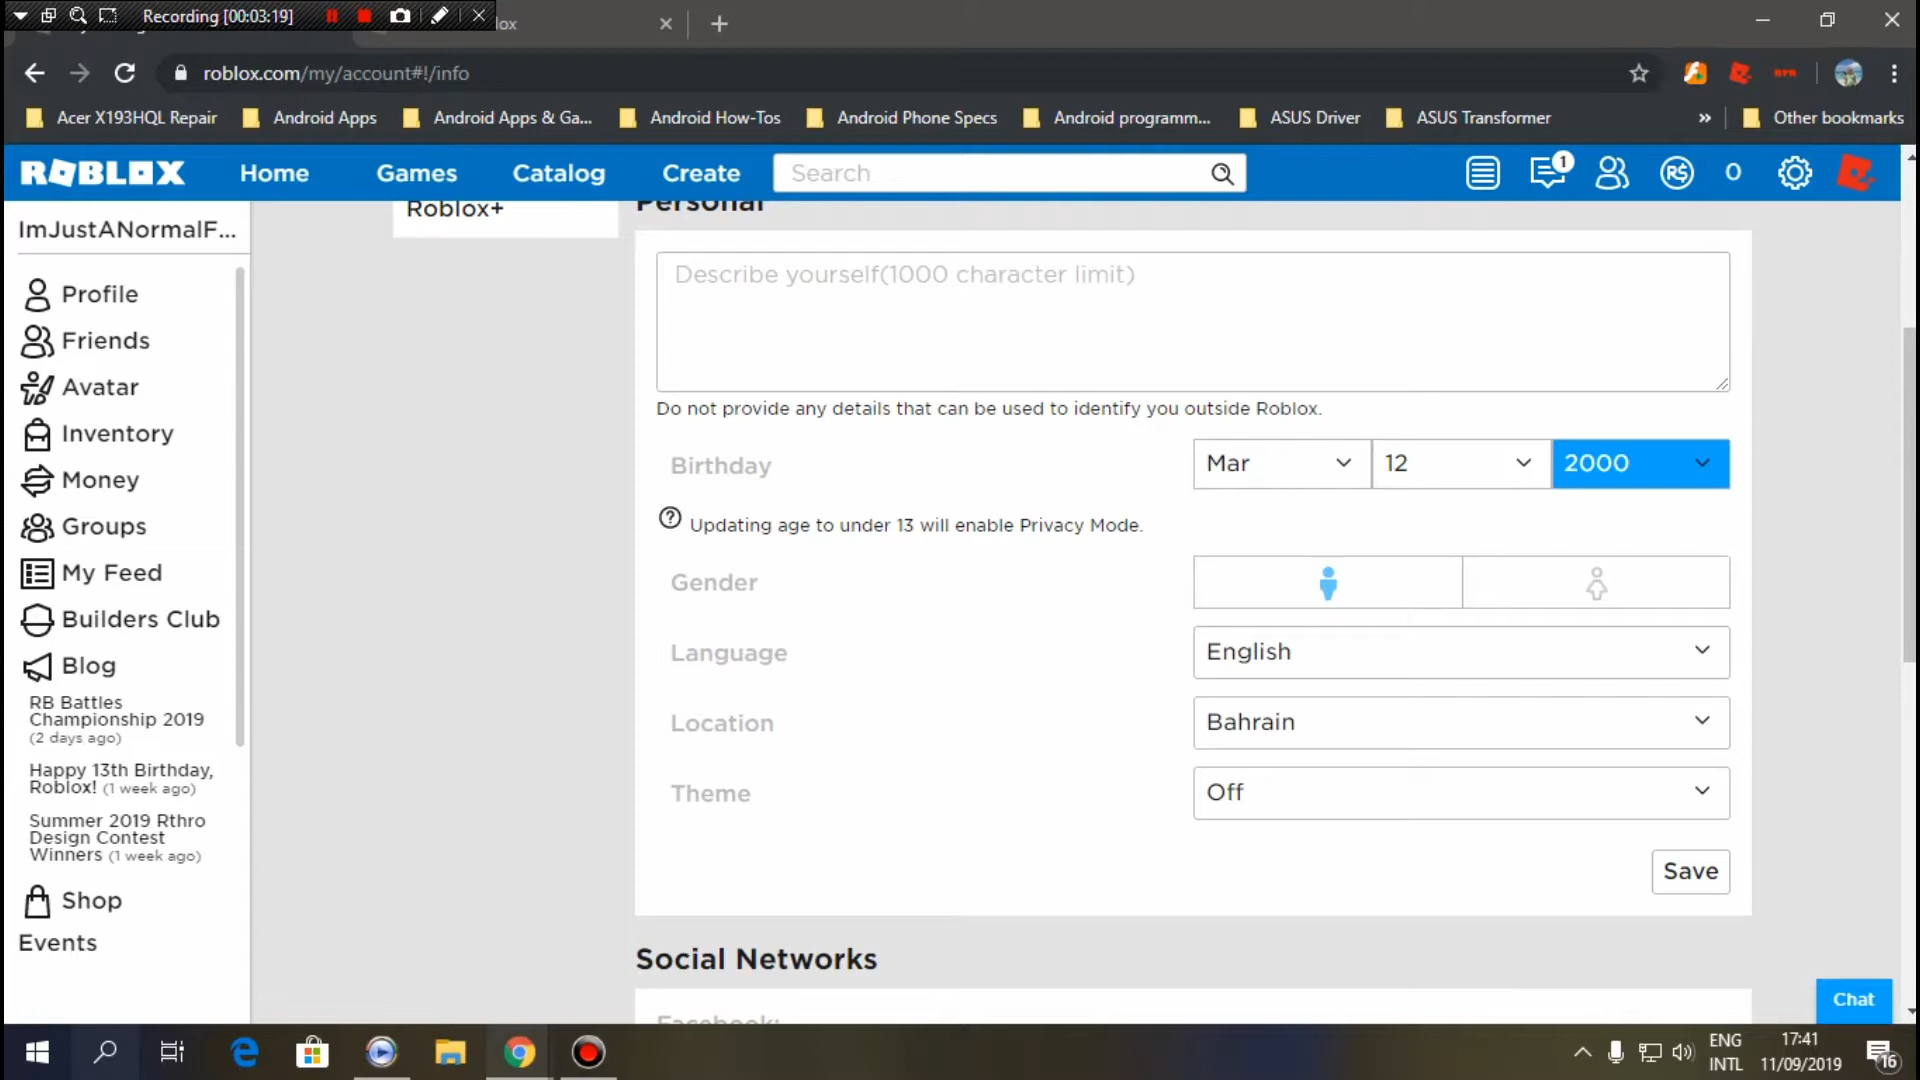 Recording [00:03:19]
lox
roblox.com/my/account#!/info
Acer X193HQL Repair
Android Apps
Android Apps & Ga...
Android How-Tos
Android Phone Specs
Android programm...
ASUS Driver
ASUS Transformer
»
Other bookmarks
ROBLOX
Home
Games
Catalog
Create
Search
1
R$
0
ImJustANormalF...
Roblox+
Personal
Profile
Friends
Avatar
Inventory
Money
Groups
My Feed
Builders Club
Blog
RB Battles
Championship 2019
(2 days ago)
Happy 13th Birthday,
Roblox! (1 week ago)
Summer 2019 Rthro
Design Contest
Winners (1 week ago)
Shop
Events
Describe yourself(1000 character limit)
Do not provide any details that can be used to identify you outside Roblox.
Birthday
Mar
12
2000
Updating age to under 13 will enable Privacy Mode.
Gender
Language
English
Location
Bahrain
Theme
Off
Save
Social Networks
Facebook:
Chat
ENG
INTL
17:41
11/09/2019
16